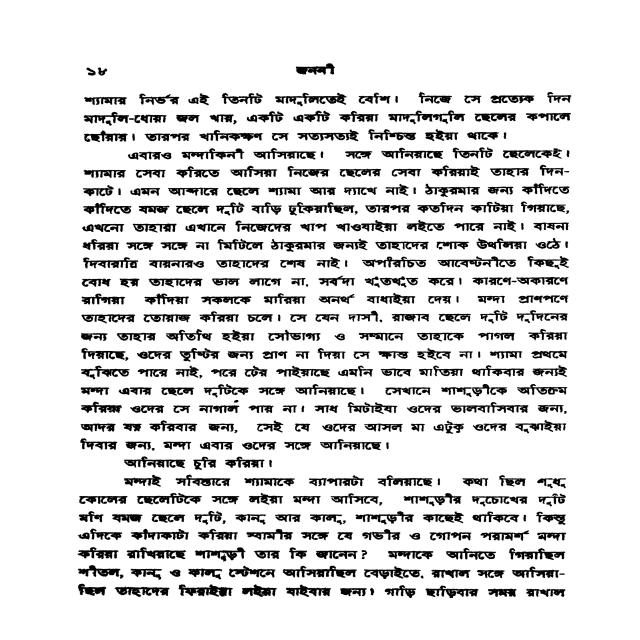 ১৮ জননী
শ্যামার নির্ভর এই তিনটি মাদুলিতেই বেশি। নিজে সে প্রত্যেক দিন
মাদুলি-ধোয়া জল খায়, একটি একটি করিয়া মাদুলিগুলি ছেলের কপালে
ছোঁয়ায়। তারপর খানিকক্ষণ সে সত্যসত্যই নিশ্চিন্ত হইয়া থাকে।
এবারও মন্দাকিনী আসিয়াছে। সঙ্গে আনিয়াছে তিনটি ছেলেকেই।
শ্যামার সেবা করিতে আসিয়া নিজের ছেলের সেবা করিয়াই তাহার দিন-
কাটে। এমন আব্দারে ছেলে শ্যামা আর দ্যাখে নাই। ঠাকুরমার জন্য কাঁদিতে
কাঁদিতে যমজ ছেলে দুটি বাড়ি ঢুকিয়াছিল, তারপর কতদিন কাটিয়া গিয়াছে,
এখনো তাহারা এখানে নিজেদের খাপ খাওযাইয়া লইতে পারে নাই। বাযনা
ধরিয়া সঙ্গে সঙ্গে না মিটিলে ঠাকুরমার জন্যই তাহাদের শোক উথলিয়া ওঠে।
দিবারাত্রি বায়নারও তাহাদের শেষ নাই। অপরিচিত আবেষ্টনীতে কিছুই
বোধ হয় তাহাদের ভাল লাগে না, সর্বদা খুঁতখুঁত করে। কারণে-অকারণে
রাগিয়া কাঁদিয়া সকলকে মারিয়া অনর্থ বাধাইয়া দেয়। মন্দা প্রাণপণে
তাহাদের তোয়াজ করিয়া চলে। সে যেন দাসী, রাজাব ছেলে দুটি দুদিনের
জন্য তাহার অতিথি হইয়া সৌভাগ্য ও সম্মানে তাহাকে পাগল করিয়া
দিয়াছে, ওদের তুষ্টির জন্য প্রাণ না দিয়া সে ক্ষান্ত হইবে না। শ্যামা প্রথমে
বুঝিতে পারে নাই, পরে টের পাইয়াছে এমনি ভাবে মাতিয়া থাকিবার জন্যই
মন্দা এবার ছেলে দুটিকে সঙ্গে আনিয়াছে। সেখানে শাশুড়ীকে অতিক্রম
করিয়া ওদের সে নাগাল পায় না। সাধ মিটাইযা ওদের ভালবাসিবার জন্য,
আদর যত্ন করিবার জন্য, সেই যে ওদের আসল মা এটুকু ওদের বুঝাইয়া
দিবার জন্য, মন্দা এবার ওদের সঙ্গে আনিয়াছে।
আনিয়াছে চুরি করিয়া।
মন্দাই সবিস্তারে শ্যামাকে ব্যাপারটা বলিয়াছে। কথা ছিল শুধু
কোলের ছেলেটিকে সঙ্গে লইয়া মন্দা আসিবে, শাশুড়ীর দুচোখের দুটি
মণি যমজ ছেলে দুটি, কানু আর কালু, শাশুড়ীর কাছেই থাকিবে। কিন্তু
এদিকে কাঁদাকাটা করিয়া স্বামীর সঙ্গে যে গভীর ও গোপন পরামর্শ মন্দা
করিয়া রাখিয়াছে শাশুড়ী তার কি জানেন? মন্দাকে আনিতে গিয়াছিল
শীতল, কানু ও কালু স্টেশনে আসিয়াছিল বেড়াইতে, রাখাল সঙ্গে আসিয়া-
ছিল তাহাদের ফিরাইয়া লইয়া যাইবার জন্য। গাড়ি ছাড়িবার সময় রাখাল